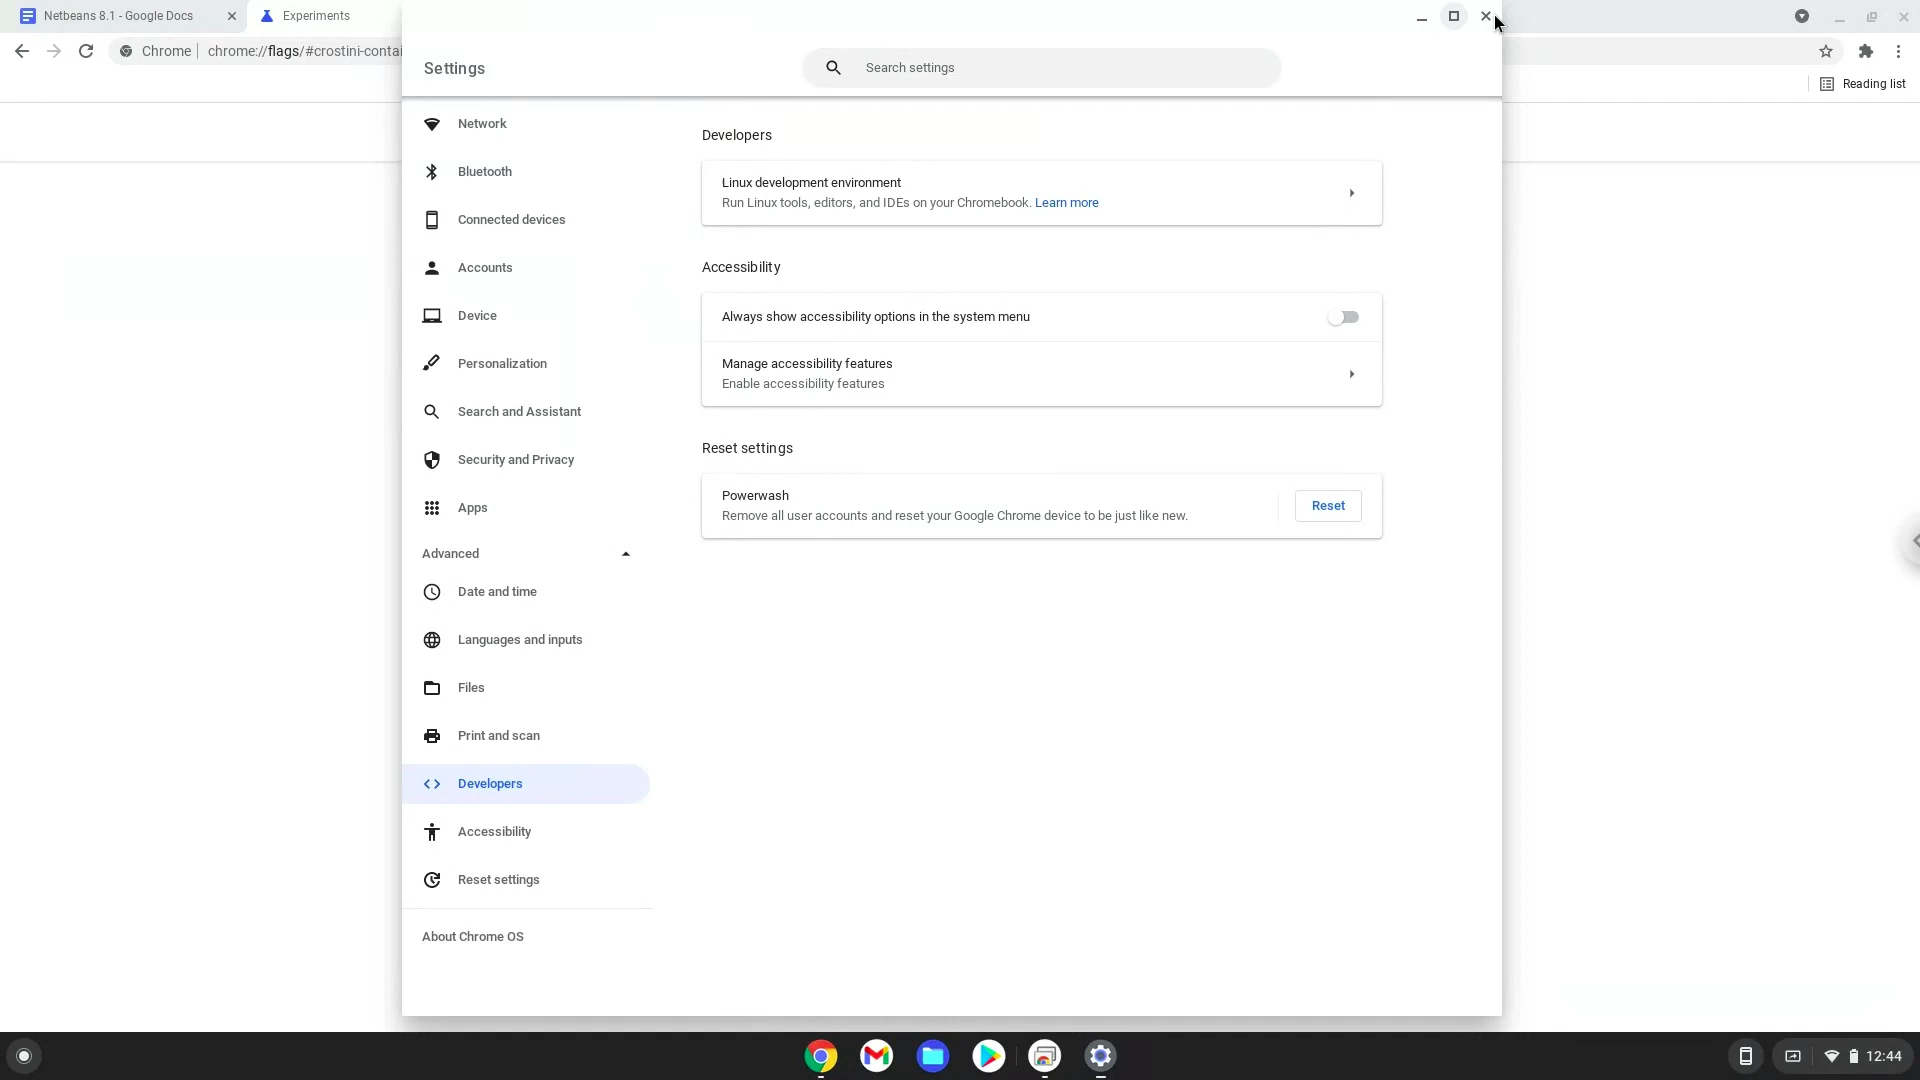 Netbeans 8.1 - Google Docs
Experiments
Chrome
chrome://flags/#crostini-contai
Reading list
Settings
Search settings
Network
Bluetooth
Connected devices
Accounts
Device
Personalization
Search and Assistant
Security and Privacy
Apps
Advanced
Date and time
Languages and inputs
Files
Print and scan
Developers
Accessibility
Reset settings
About Chrome OS
Developers
Linux development environment
Run Linux tools, editors, and IDEs on your Chromebook. Learn more
Accessibility
Always show accessibility options in the system menu
Manage accessibility features
Enable accessibility features
Reset settings
Powerwash
Remove all user accounts and reset your Google Chrome device to be just like new.
Reset
12:44